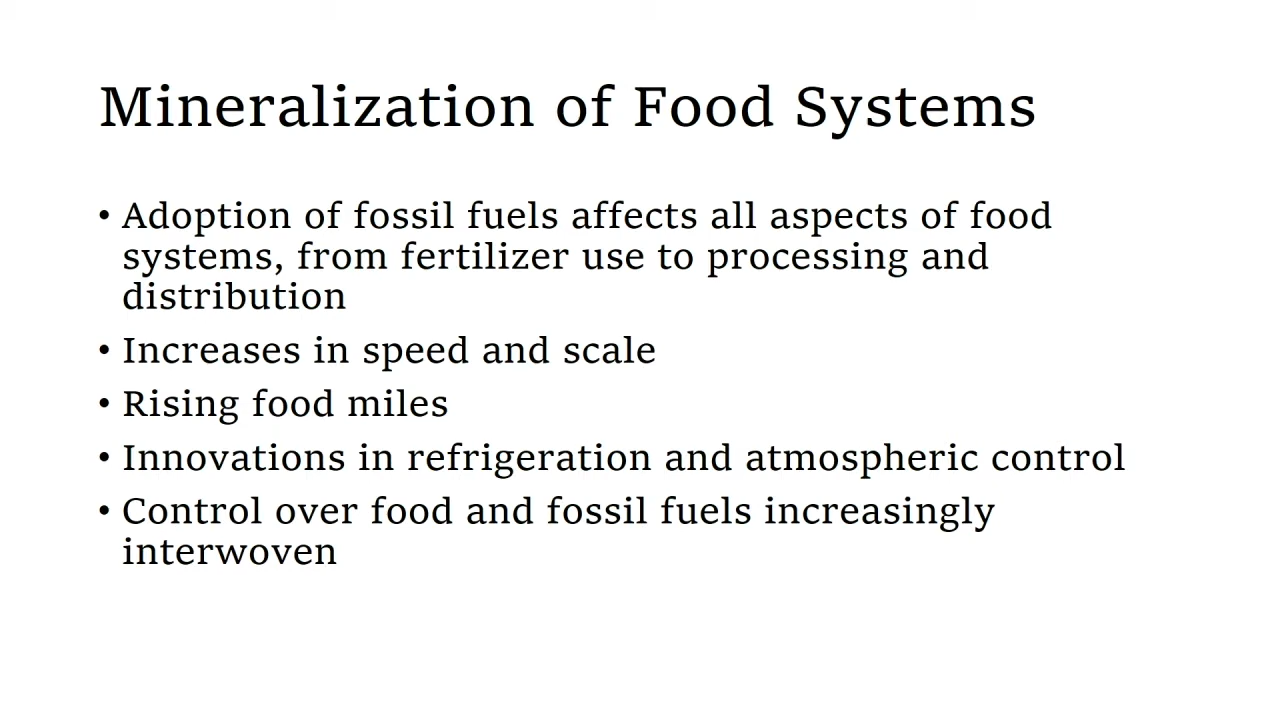 Mineralization of Food Systems
• Adoption of fossil fuels affects all aspects of food
systems, from fertilizer use to processing and
distribution
• Increases in speed and scale
• Rising food miles
• Innovations in refrigeration and atmospheric control
• Control over food and fossil fuels increasingly
interwoven